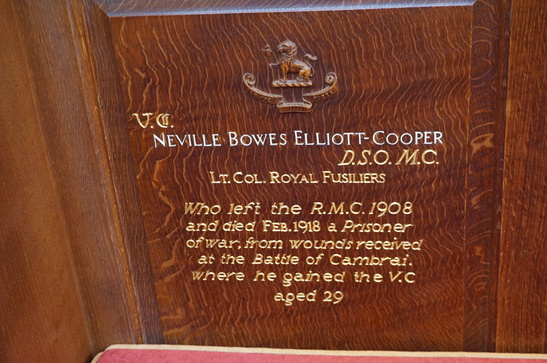 V.C.
NEVILLE BOWES ELLIOTT-COOPER
D.S.O. M.C.
LT. COL. ROYAL FUSILIERS
Who left the R.M.C. 1908
and died FEB. 1918 a Prisoner
of war, from wounds received
at the Battle of Cambrai.
where he gained the V.C
aged 29